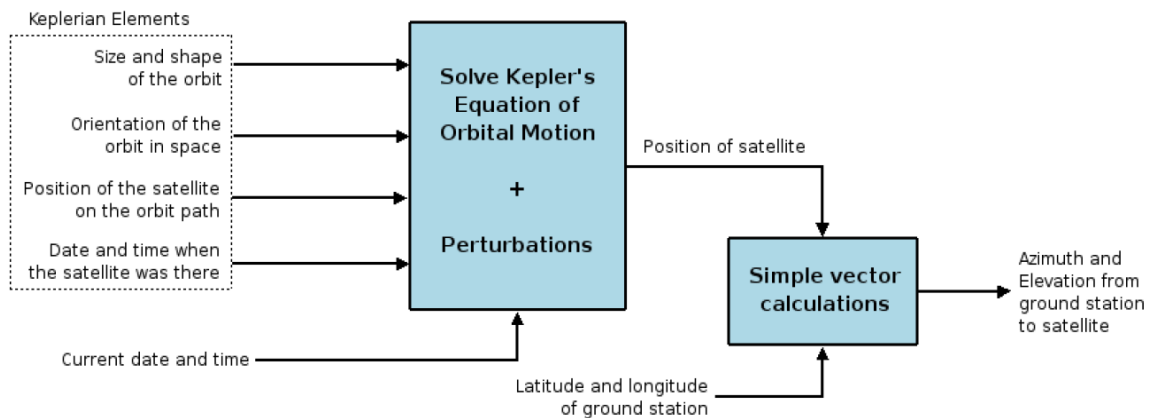 Keplerian Elements
Size and shape
of the orbit
Orientation of the
orbit in space
Position of the satellite
on the orbit path
Date and time when
the satellite was there
Solve Kepler's
Equation of
Orbital Motion
+
Perturbations
Current date and time
Position of satellite
Simple vector
calculations
Latitude and longitude
of ground station
Azimuth and
Elevation from
ground station
to satellite